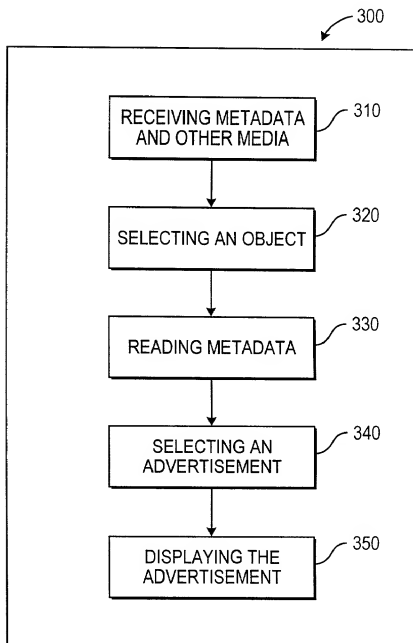 300
RECEIVING METADATA
AND OTHER MEDIA
310
SELECTING AN OBJECT
320
READING METADATA
330
SELECTING AN
ADVERTISEMENT
340
DISPLAYING THE
ADVERTISEMENT
350